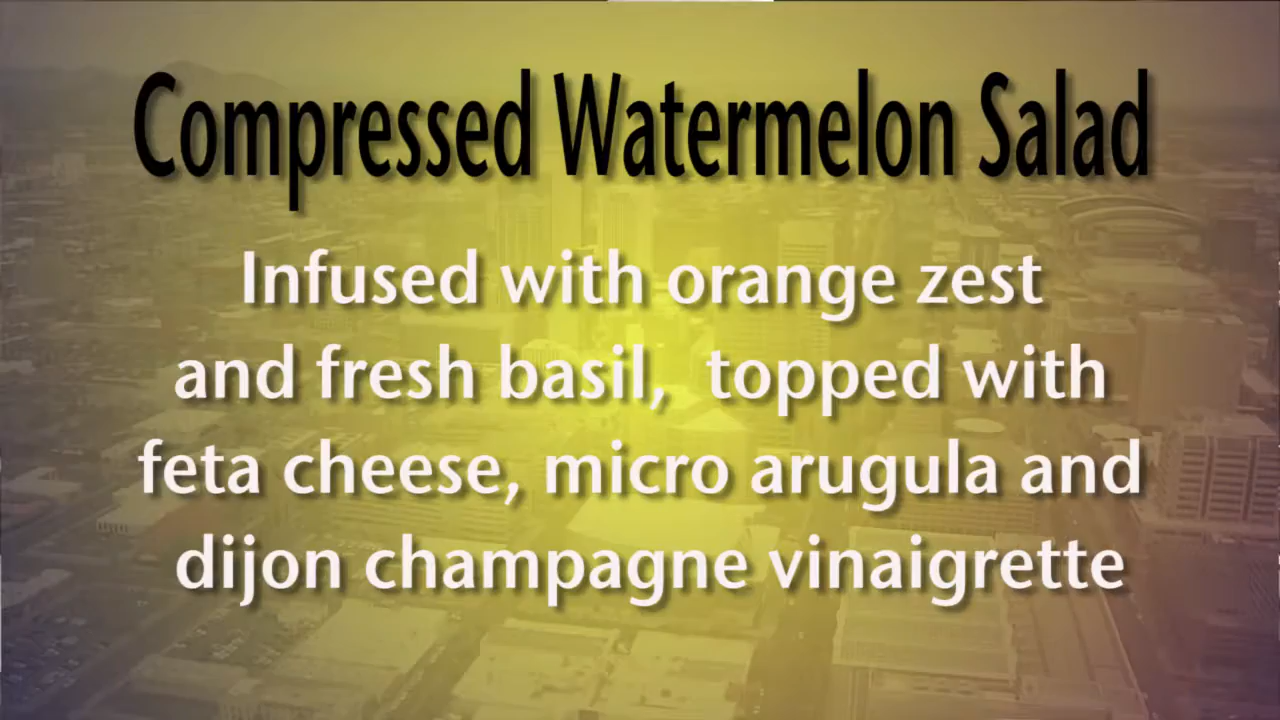 Compressed Watermelon Salad
Infused with orange zest
and fresh basil, topped with
feta cheese, micro arugula and
dijon champagne vinaigrette